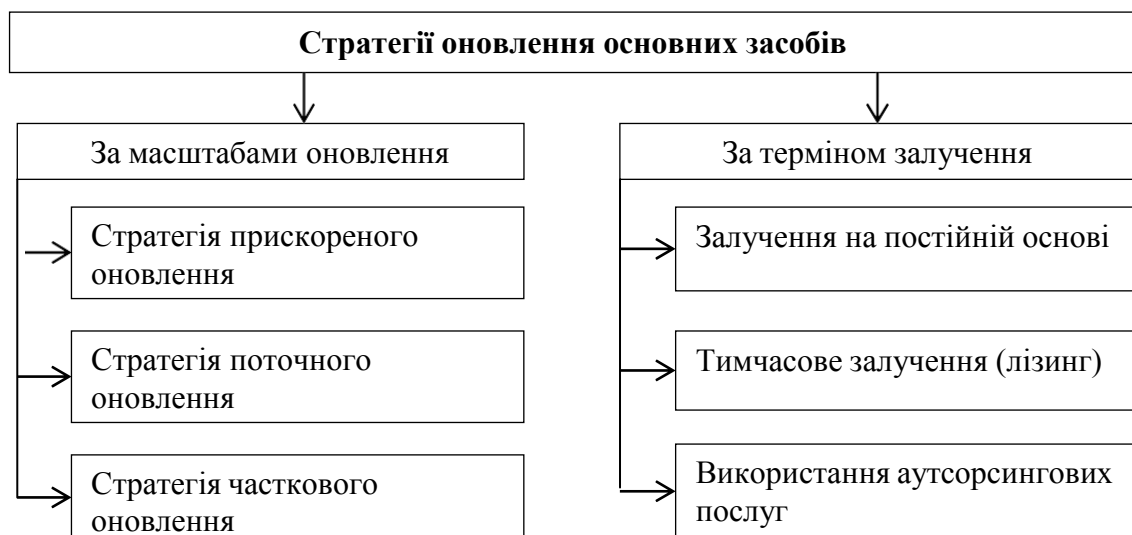 Стратегії оновлення основних засобів
За масштабами оновлення
Стратегія прискореного
оновлення
Стратегія поточного
оновлення
Стратегія часткового
оновлення
За терміном залучення
Залучення на постійній основі
Тимчасове залучення (лізинг)
Використання аутсорсингових
послуг